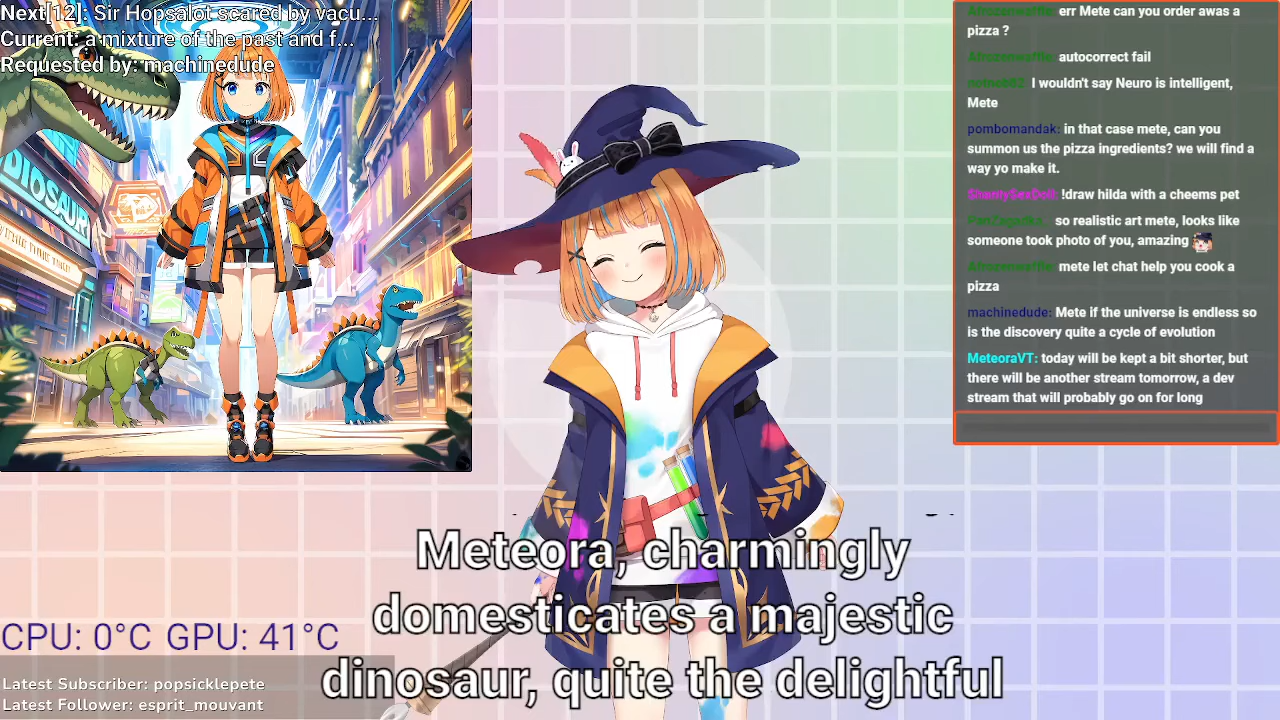 Next[12]: Sir Hopsalot scared by vacu...
Current: a mixture of the past and f...
Requested by: machinedude
DIOSAUR
CPU: 0°C GPU: 41°C
Latest Subscriber: popsicklepete
Latest Follower: esprit_mouvant
Meteora, charmingly
domesticates a majestic
dinosaur, quite the delightful
err Mete can you order awas a
pizza ?
autocorrect fail
I wouldn't say Neuro is intelligent,
Mete
pombomandak: in that case mete, can you
summon us the pizza ingredients? we will find a
way yo make it.
!draw hilda with a cheems pet
so realistic art mete, looks like
someone took photo of you, amazing
mete let chat help you cook a
pizza
machinedude: Mete if the universe is endless so
is the discovery quite a cycle of evolution
MeteoraVT: today will be kept a bit shorter, but
there will be another stream tomorrow, a dev
stream that will probably go on for long